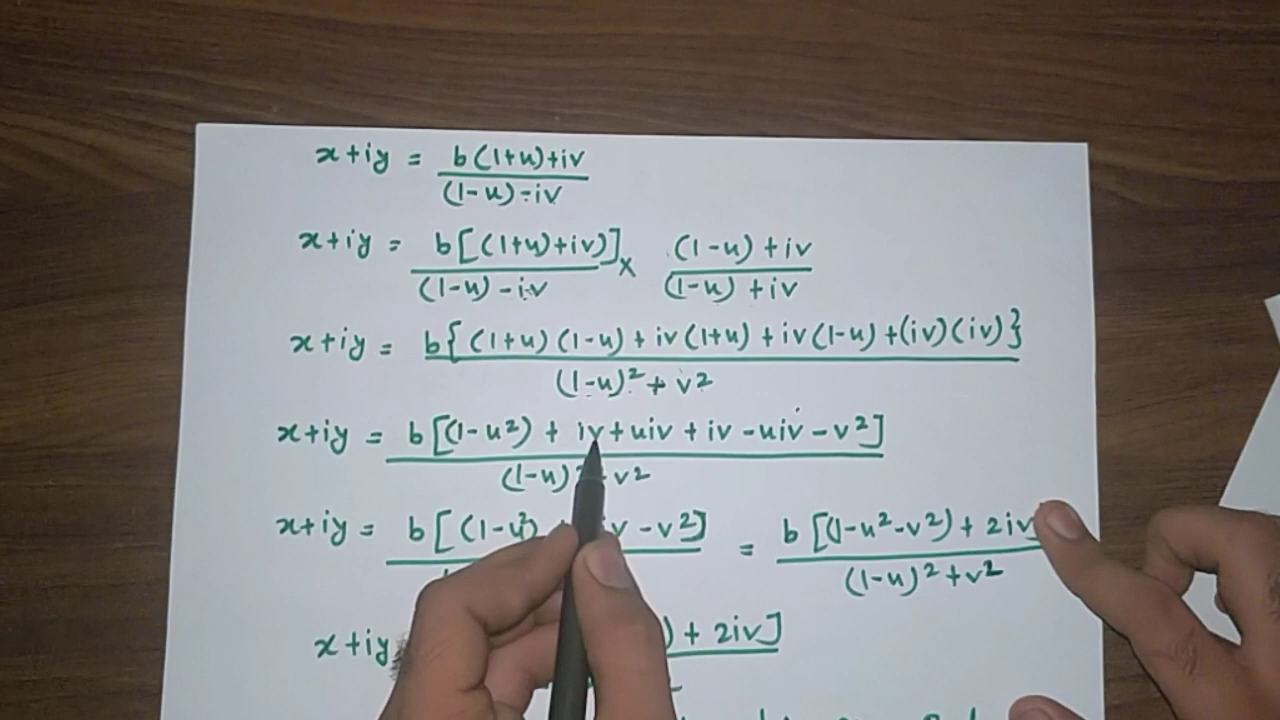 x+iy = b(1+u)+iv / (1-u)-iv
x+iy = b[(1+u)+iv)] / (1-u)-iv x (1-u)+iv / (1-u)+iv
x+iy = b{(1+u)(1-u)+iv(1+u)+iv(1-u)+(iv)(iv)} / (1-u)²+v²
x+iy = b[(1-u²)+iv+uiv+iv-uiv-v²] / (1-u)² v²
x+iy = b[(1-u²) v-v²] = b[(1-u²-v²)+2iv / (1-u)²+v²
x+iy )+2iv]